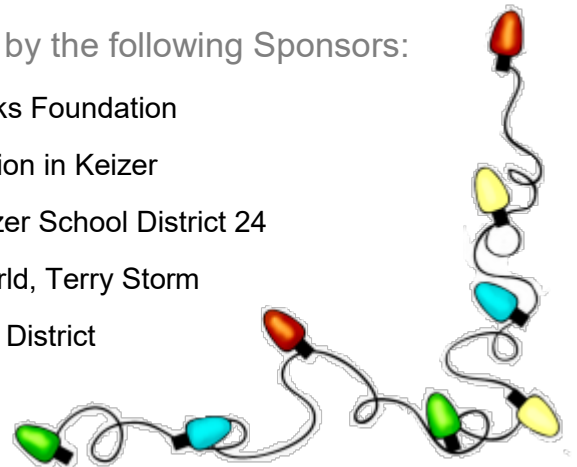 by the following Sponsors:
ks Foundation
ion in Keizer
zer School District 24
rld, Terry Storm
District